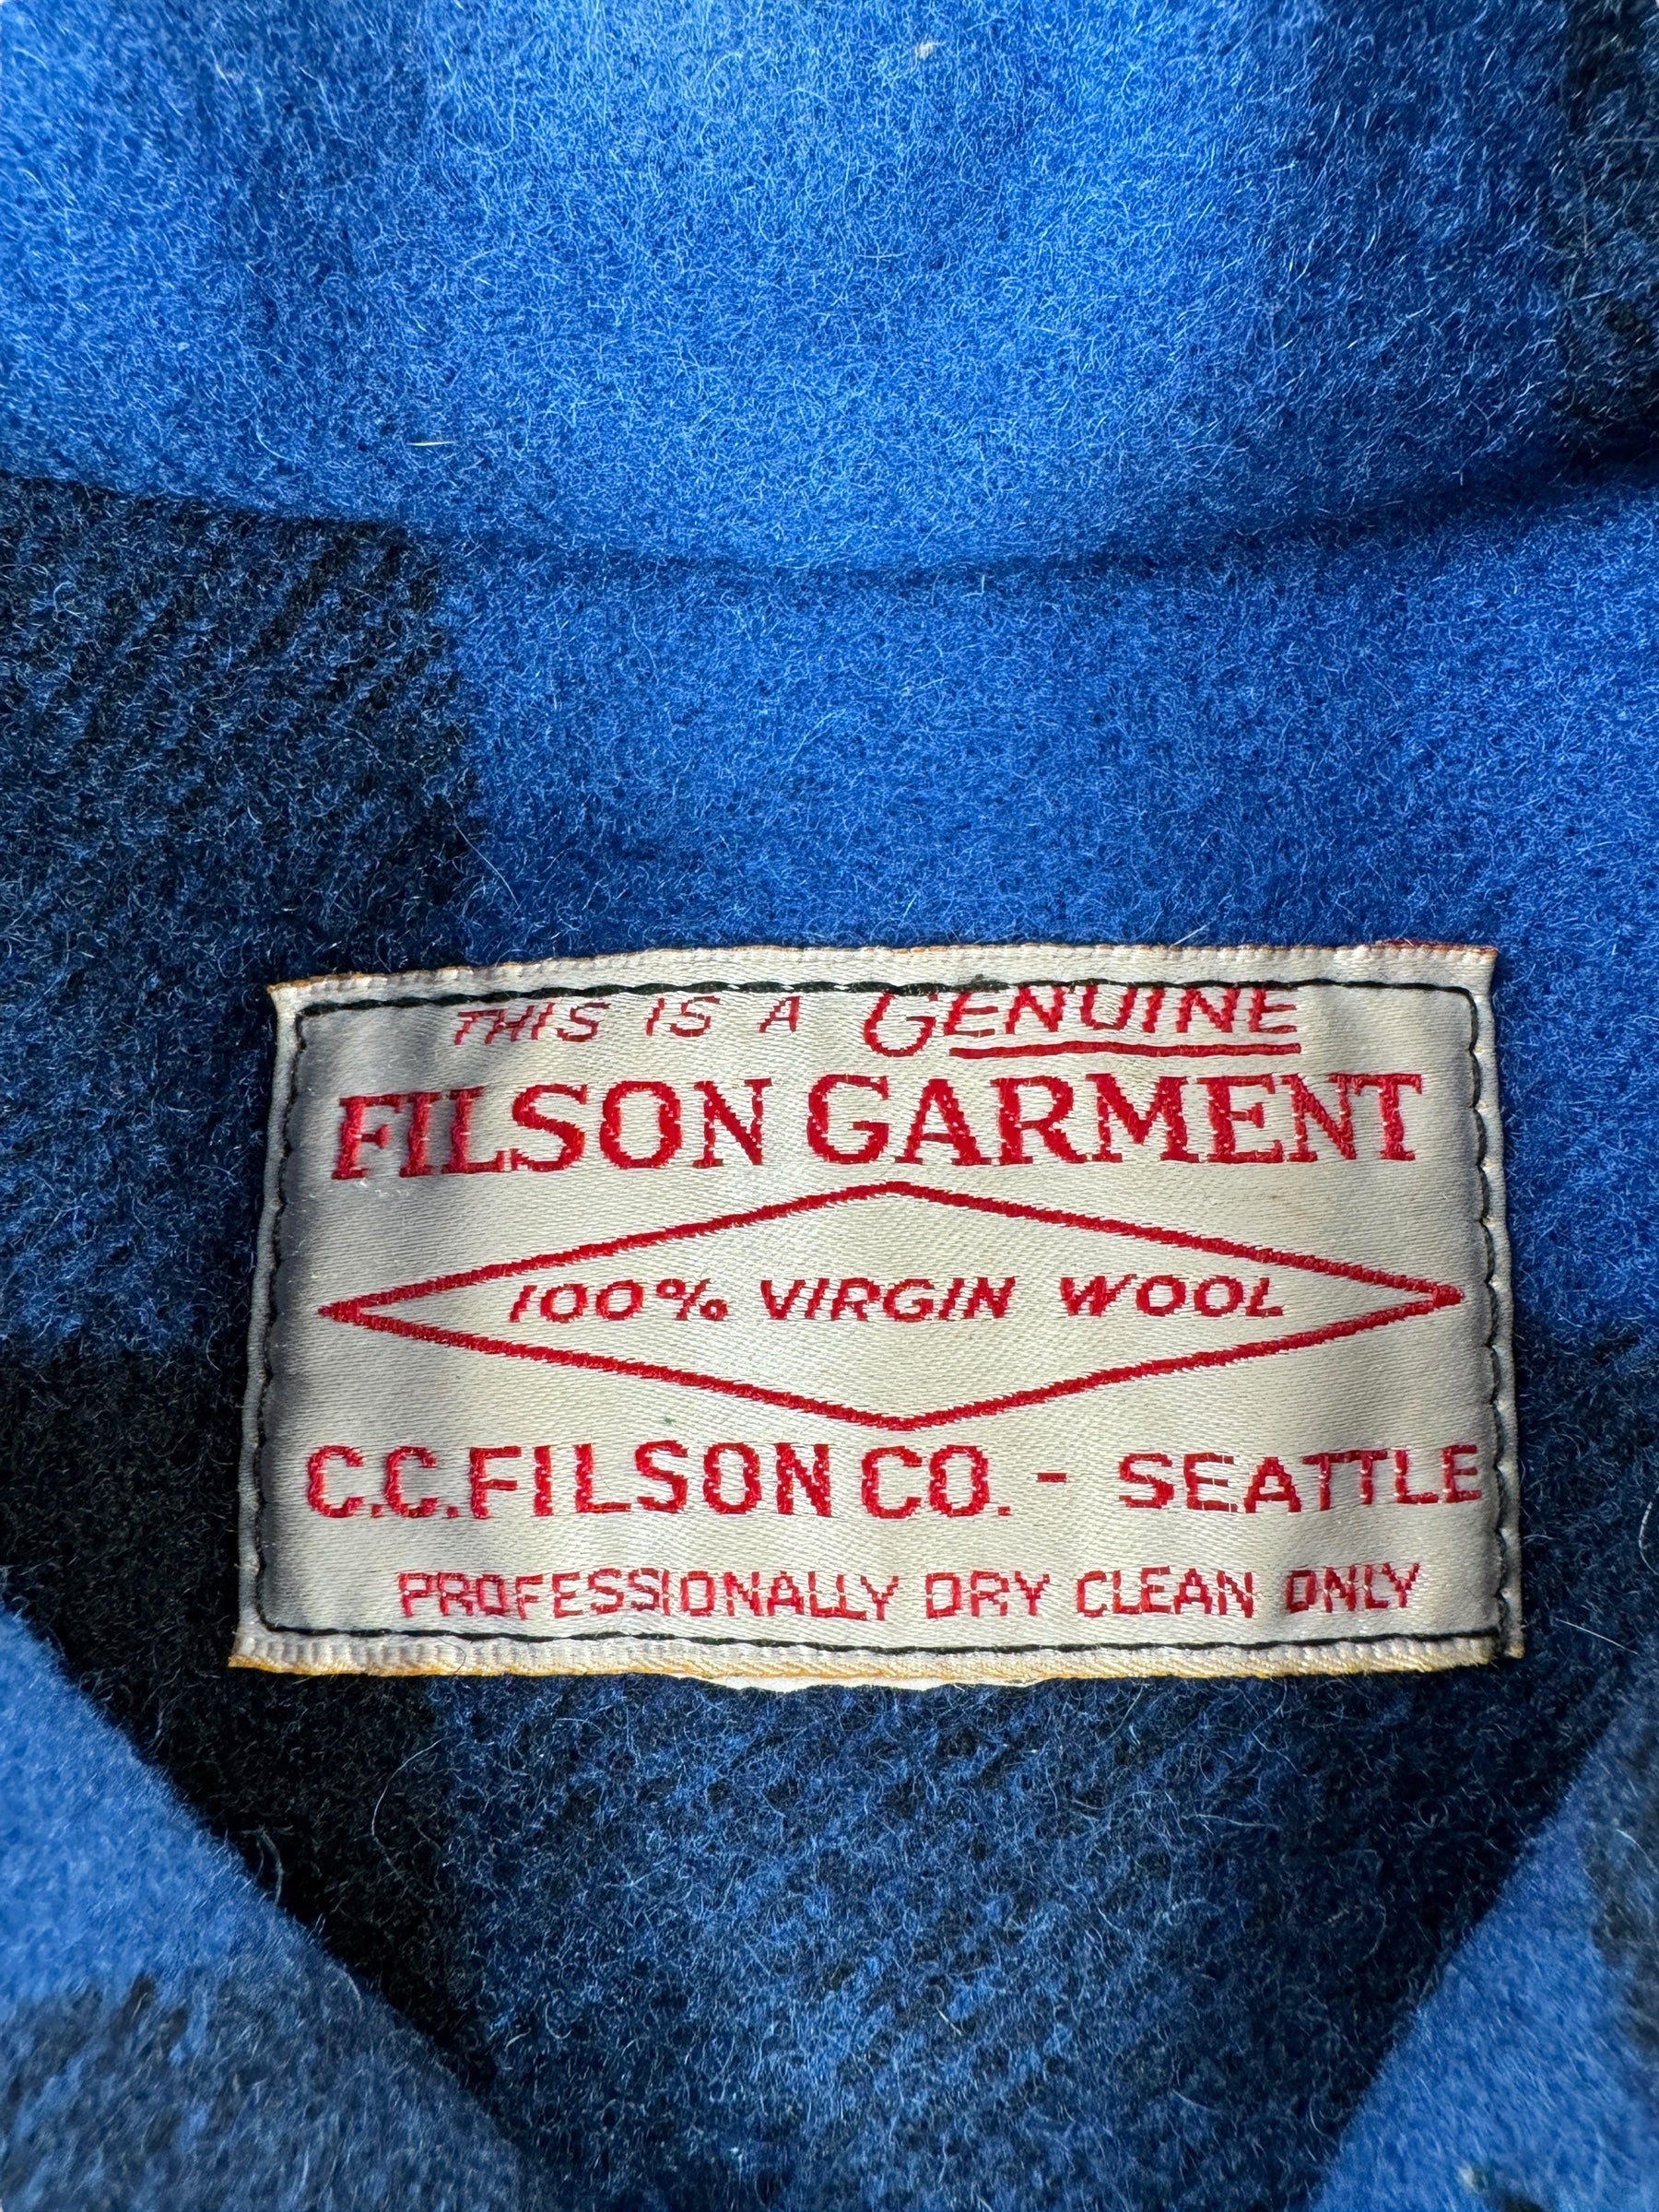 THIS IS A GENUINE
FILSON GARMENT
100% VIRGIN WOOL
C.C.FILSON CO. - SEATTLE
PROFESSIONALLY DRY CLEAN ONLY